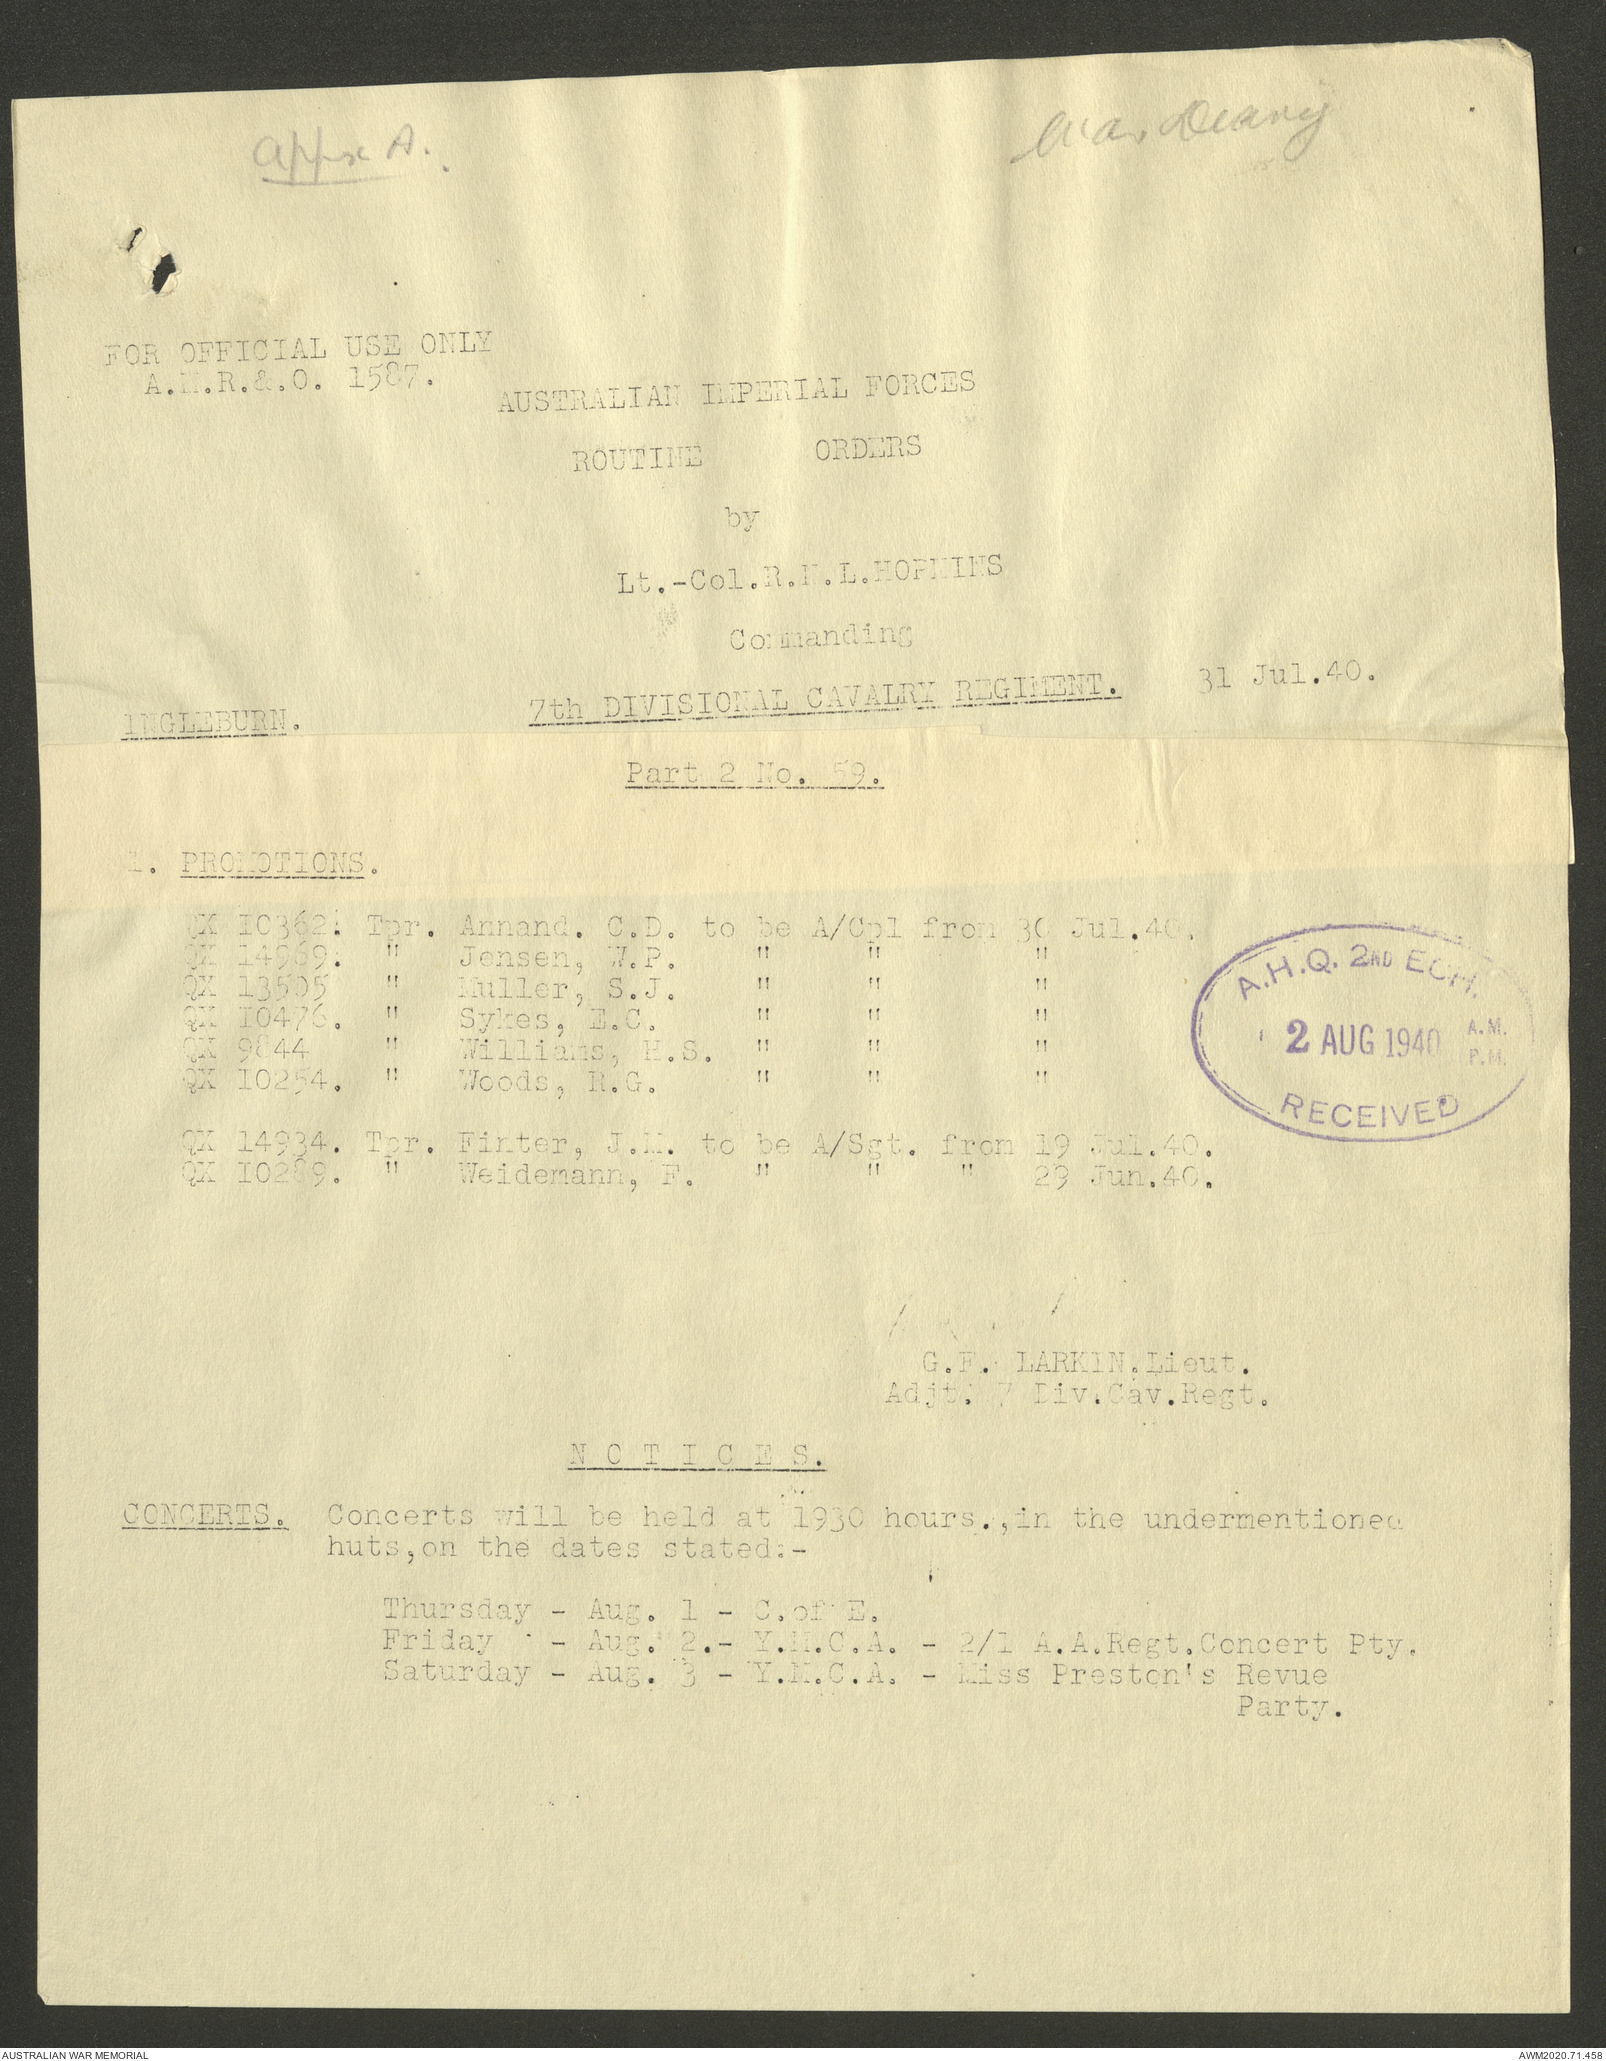 Appx A.
War Diary
FOR OFFICIAL USE ONLY
A.M.R.&.O. 1587.
AUSTRALIAN IMPERIAL FORCES
ROUTINE ORDERS
by
Lt.-Col.R.N.L.HOPKINS
Commanding
7th DIVISIONAL CAVALRY REGIMENT. 31 Jul.40.
INGLEBURN.
Part 2 No. 59.
1. PROMOTIONS.
QX 10362. Tpr. Annand. C.D. to be A/Cpl from 30 Jul.40.
QX 14969. " Jensen, W.P. " " "
QX 13505 " Muller, S.J. " " "
QX 10476. " Sykes, E.C. " " "
QX 9844 " Williams, H.S. " " "
QX 10254. " Woods, R.G. " " "
QX 14934. Tpr. Finter, J.M. to be A/Sgt. from 19 Jul.40.
QX 10289. " Weidemann, F. " " " 29 Jun.40.
A.H.Q. 2ND ECH.
2 AUG 1940 A.M.
P.M.
RECEIVED
G.F. LARKIN.Lieut.
Adjt. 7 Div.Cav.Regt.
N O T I C E S.
CONCERTS. Concerts will be held at 1930 hours.,in the undermentioned
huts,on the dates stated:-
Thursday - Aug. 1 - C.of E.
Friday - Aug. 2.- Y.M.C.A. - 2/1 A.A.Regt.Concert Pty.
Saturday - Aug. 3 - Y.M.C.A. - Miss Preston's Revue
Party.
AUSTRALIAN WAR MEMORIAL
AWM2020.71.458